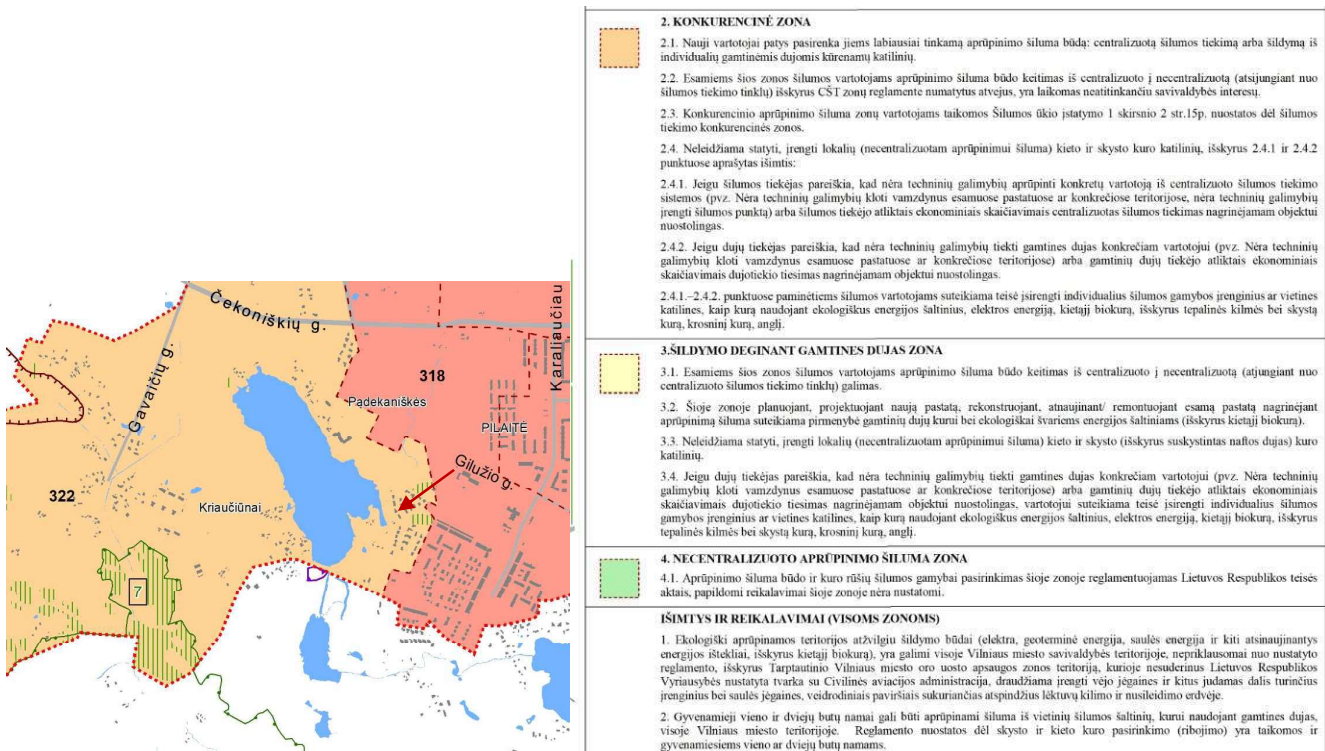 Čekoniškių g.
Gavaičių g.
318
Karaliaučiau
Padekaniškės
PILAITĖ
Gilužio g.
322
Kriaučiūnai
7
2. KONKURENCINĖ ZONA
2.1. Nauji vartotojai patys pasirenka jiems labiausiai tinkamą aprūpinimo šiluma būdą: centralizuotą šilumos tiekimą arba šildymą iš
individualių gamtinėmis dujomis kūrenamų katilinių.
2.2. Esamiems šios zonos šilumos vartotojams aprūpinimo šiluma būdo keitimas iš centralizuoto į necentralizuotą (atsijungiant nuo
šilumos tiekimo tinklų) išskyrus CŠT zonų reglamente numatytus atvejus, yra laikomas neatitinkančiu savivaldybės interesų.
2.3. Konkurencinio aprūpinimo šiluma zonų vartotojams taikomos Šilumos ūkio įstatymo 1 skirsnio 2 str.15p. nuostatos dėl šilumos
tiekimo konkurencinės zonos.
2.4. Neleidžiama statyti, įrengti lokalių (necentralizuotam aprūpinimui šiluma) kieto ir skysto kuro katilinių, išskyrus 2.4.1 ir 2.4.2
punktuose aprašytas išimtis:
2.4.1. Jeigu šilumos tiekėjas pareiškia, kad nėra techninių galimybių aprūpinti konkretų vartotoją iš centralizuoto šilumos tiekimo
sistemos (pvz. Nėra techninių galimybių kloti vamzdynus esamuose pastatuose ar konkrečiose teritorijose, nėra techninių galimybių
įrengti šilumos punktą) arba šilumos tiekėjo atliktais ekonominiais skaičiavimais centralizuotas šilumos tiekimas nagrinėjamam objektui
nuostolingas.
2.4.2. Jeigu dujų tiekėjas pareiškia, kad nėra techninių galimybių tiekti gamtines dujas konkrečiam vartotojui (pvz. Nėra techninių
galimybių kloti vamzdynus esamuose pastatuose ar konkrečiose teritorijose) arba gamtinių dujų tiekėjo atliktais ekonominiais
skaičiavimais dujotiekio tiesimas nagrinėjamam objektui nuostolingas.
2.4.1.–2.4.2. punktuose paminėtiems šilumos vartotojams suteikiama teisė įsirengti individualius šilumos gamybos įrenginius ar vietines
katilines, kaip kurą naudojant ekologiškus energijos šaltinius, elektros energiją, kietąjį biokurą, išskyrus tepalinės kilmės bei skystą
kurą, krosninį kurą, anglį.
3.ŠILDYMO DEGINANT GAMTINES DUJAS ZONA
3.1. Esamiems šios zonos šilumos vartotojams aprūpinimo šiluma būdo keitimas iš centralizuoto į necentralizuotą (atjungiant nuo
centralizuoto šilumos tiekimo tinklų) galimas.
3.2. Šioje zonoje planuojant, projektuojant naują pastatą, rekonstruojant, atnaujinant/ remontuojant esamą pastatą nagrinėjant
aprūpinimą šiluma suteikiama pirmenybė gamtinių dujų kurui bei ekologiškai švariems energijos šaltiniams (išskyrus kietąjį biokurą).
3.3. Neleidžiama statyti, įrengti lokalių (necentralizuotam aprūpinimui šiluma) kieto ir skysto (išskyrus suskystintas naftos dujas) kuro
katilinių.
3.4. Jeigu dujų tiekėjas pareiškia, kad nėra techninių galimybių tiekti gamtines dujas konkrečiam vartotojui (pvz. Nėra techninių
galimybių kloti vamzdynus esamuose pastatuose ar konkrečiose teritorijose) arba gamtinių dujų tiekėjo atliktais ekonominiais
skaičiavimais dujotiekio tiesimas nagrinėjamam objektui nuostolingas, vartotojui suteikiama teisė įsirengti individualius šilumos
gamybos įrenginius ar vietines katilines, kaip kurą naudojant ekologiškus energijos šaltinius, elektros energiją, kietąjį biokurą, išskyrus
tepalinės kilmės bei skystą kurą, krosninį kurą, anglį.
4. NECENTRALIZUOTO APRŪPINIMO ŠILUMA ZONA
4.1. Aprūpinimo šiluma būdo ir kuro rūšių šilumos gamybai pasirinkimas šioje zonoje reglamentuojamas Lietuvos Respublikos teisės
aktais, papildomi reikalavimai šioje zonoje nėra nustatomi.
IŠIMTYS IR REIKALAVIMAI (VISOMS ZONOMS)
1. Ekologiški aprūpinamos teritorijos atžvilgiu šildymo būdai (elektra, geoterminė energija, saulės energija ir kiti atsinaujinantys
energijos ištekliai, išskyrus kietąjį biokurą), yra galimi visoje Vilniaus miesto savivaldybės teritorijoje, nepriklausomai nuo nustatyto
reglamento, išskyrus Tarptautinio Vilniaus miesto oro uosto apsaugos zonos teritoriją, kurioje nesuderinus Lietuvos Respublikos
Vyriausybės nustatyta tvarka su Civilinės aviacijos administracija, draudžiama įrengti vėjo jėgaines ir kitus judamas dalis turinčius
įrenginius bei saulės jėgaines, veidrodiniais paviršiais sukuriančias atspindžius lėktuvų kilimo ir nusileidimo erdvėje.
2. Gyvenamieji vieno ir dviejų butų namai gali būti aprūpinami šiluma iš vietinių šilumos šaltinių, kurui naudojant gamtines dujas,
visoje Vilniaus miesto teritorijoje. Reglamento nuostatos dėl skysto ir kieto kuro pasirinkimo (ribojimo) yra taikomos ir
gyvenamiesiems vieno ar dviejų butų namams.